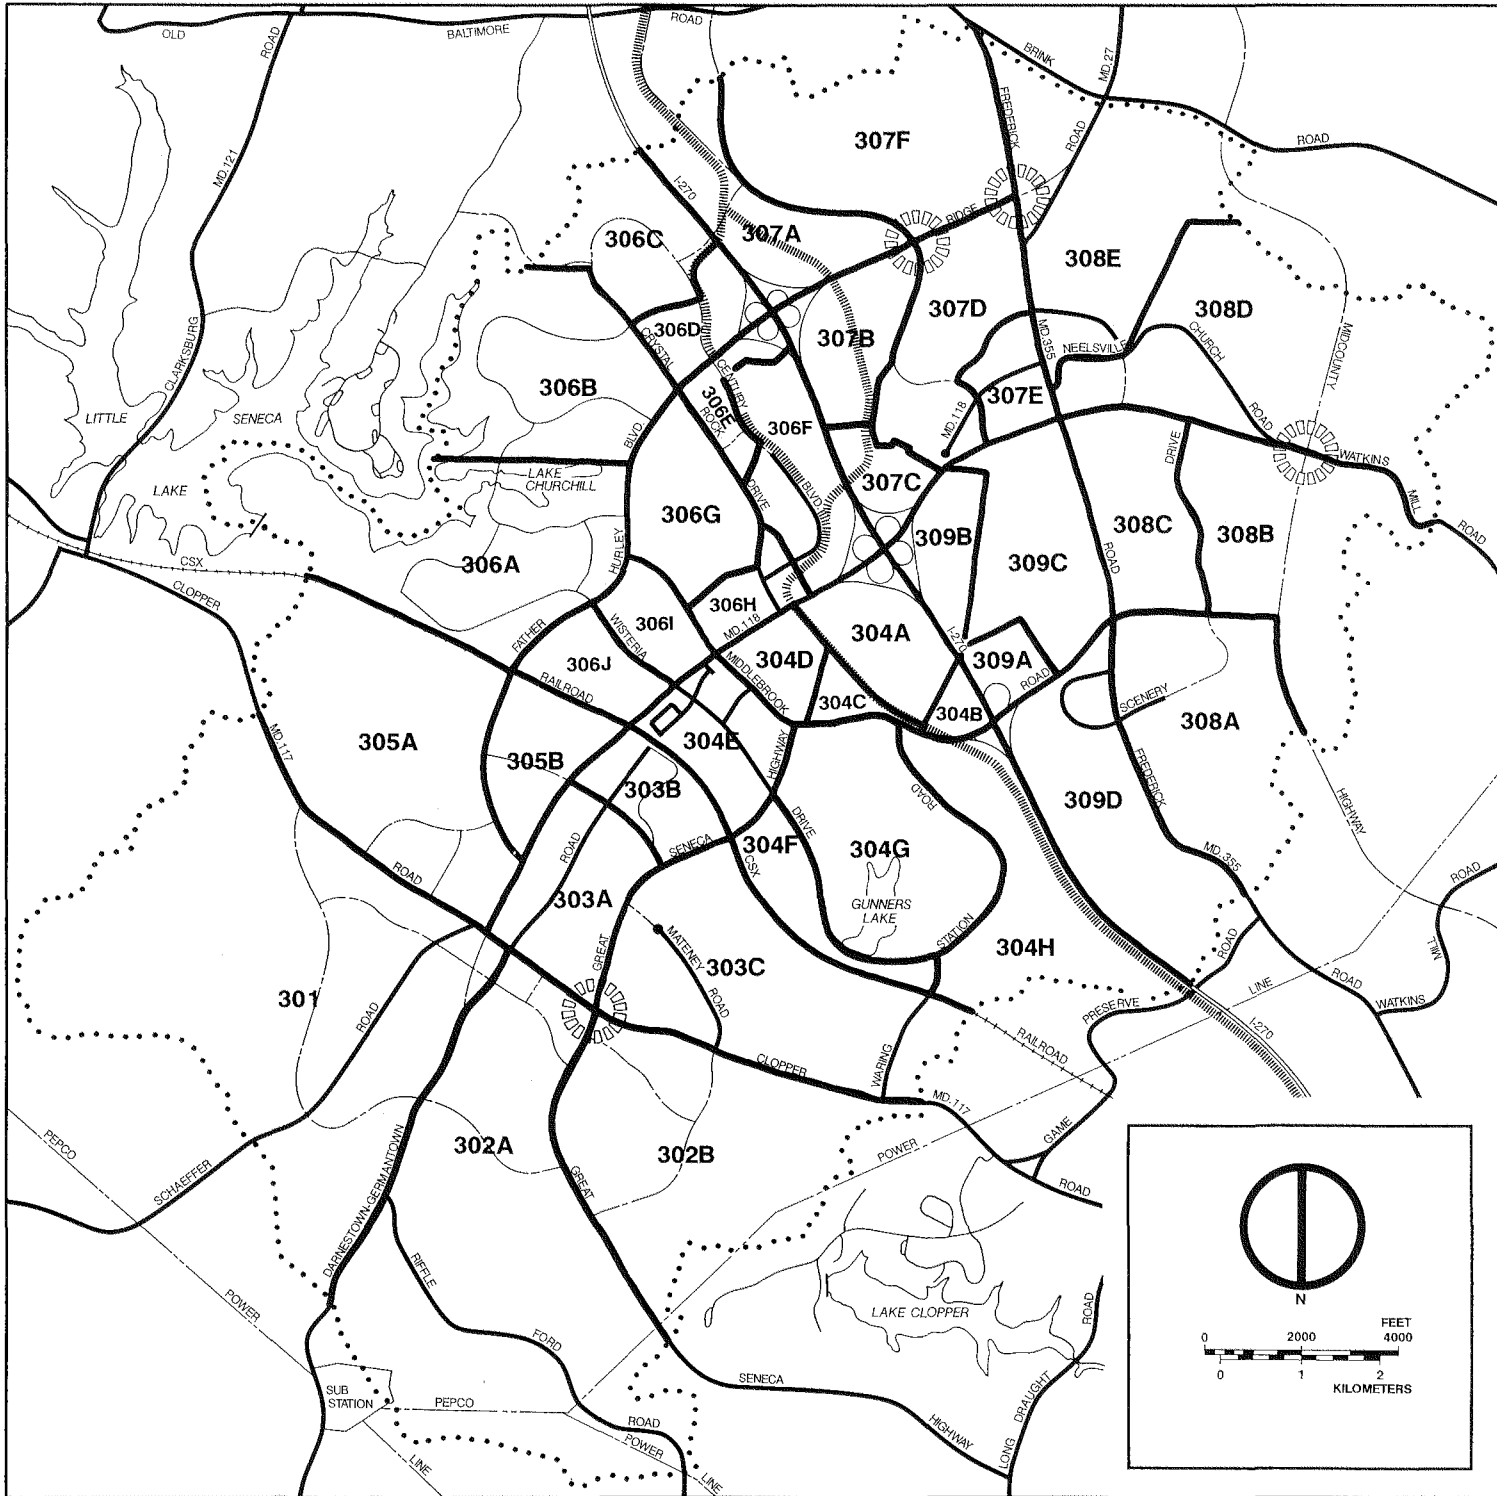 OLD
ROAD
BALTIMORE
ROAD
BRINK
MD.27
FREDERICK
ROAD
ROAD
307F
MD.121
I-270
RIDGE
306C
307A
308E
307D
308D
CLARKSBURG
306D
CRYSTAL
307B
MD.355
NEELSVILLE
CHURCH
MIDCOUNTY
306B
CENTURY
306E
ROCK
307E
LITTLE
SENECA
BLVD.
306F
MD.118
ROAD
DRIVE
WATKINS
LAKE
LAKE
CHURCHILL
DRIVE
BLVD.
307C
MILL
ROAD
306G
309B
308C
308B
CSX
306A
HURLEY
309C
ROAD
CLOPPER
306H
FATHER
WISTERIA
306I
MD.118
304A
I-270
306J
MIDDLEBROOK
304D
309A
ROAD
RAILROAD
304C
304B
SCENERY
308A
MD.117
305A
304E
HIGHWAY
305B
303B
ROAD
309D
FREDERICK
HIGHWAY
ROAD
SENECA
304F
DRIVE
304G
CSX
MD.355
ROAD
ROAD
303A
GUNNERS
LAKE
GREAT
MATENEY
303C
STATION
304H
ROAD
MILL
301
ROAD
ROAD
PRESERVE
LINE
ROAD
WATKINS
CLOPPER
WARING
RAILROAD
I-270
MD.117
GAME
PEPCO
SCHAEFFER
302A
302B
POWER
ROAD
DARNESTOWN-GERMANTOWN
GREAT
RIFFLE
POWER
LAKE CLOPPER
ROAD
N
FEET
0 2000 4000
0 1 2
KILOMETERS
FORD
SUB
STATION
PEPCO
SENECA
DRAUGHT
ROAD
POWER
HIGHWAY
LONG
LINE
LINE